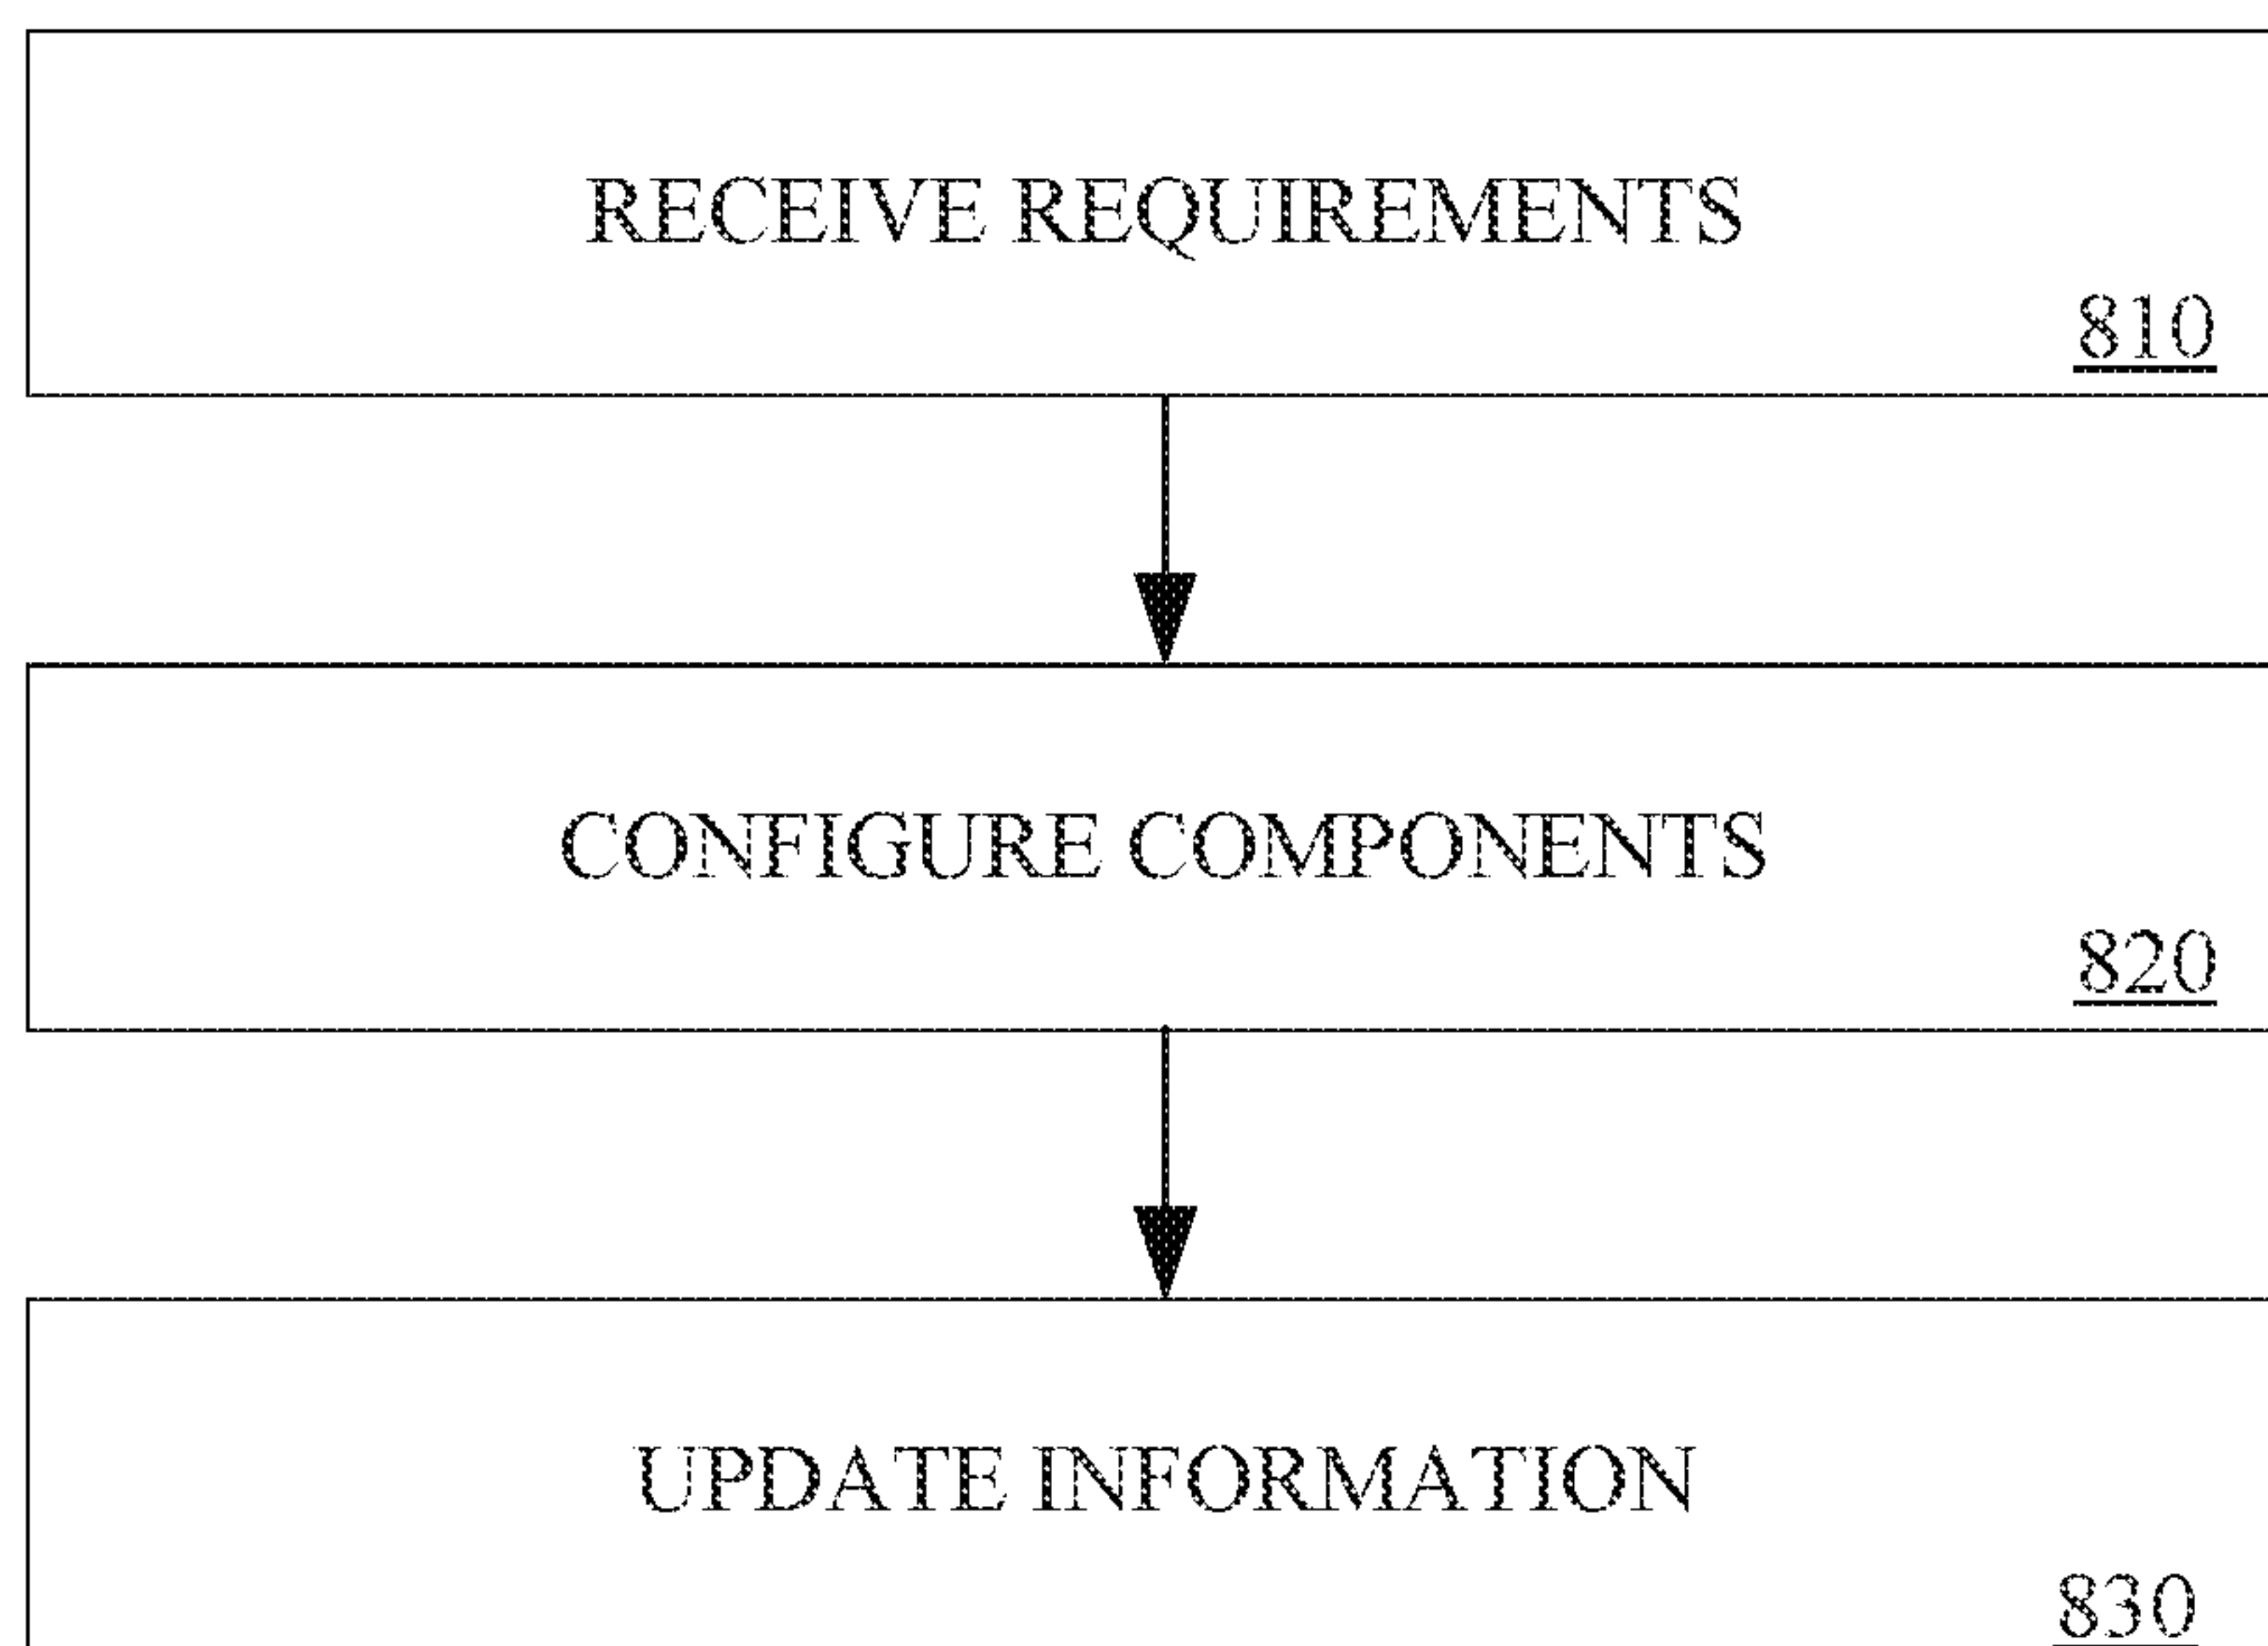 RECEIVE REQUIREMENTS
810
CONFIGURE COMPONENTS
820
UPDATE INFORMATION
830